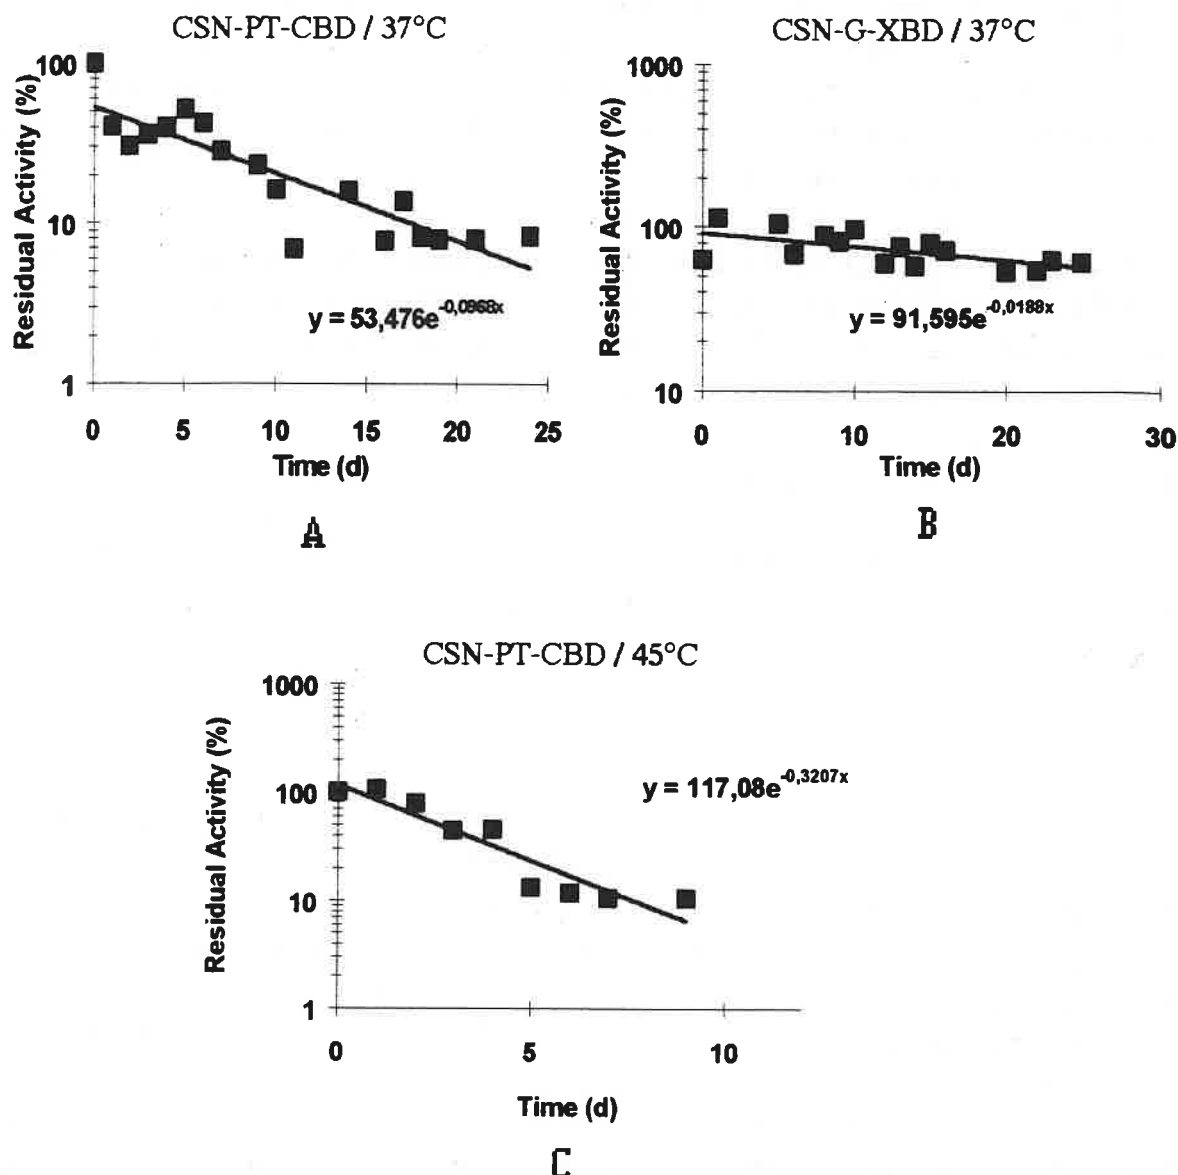 CSN-PT-CBD / 37°C
Residual Activity (%)
100
10
1
y = 53,476e^-0,0968x
0 5 10 15 20 25
Time (d)
A
CSN-G-XBD / 37°C
Residual Activity (%)
1000
100
10
y = 91,595e^-0,0188x
0 10 20 30
Time (d)
B
CSN-PT-CBD / 45°C
Residual Activity (%)
1000
100
10
1
y = 117,08e^-0,3207x
0 5 10
Time (d)
C